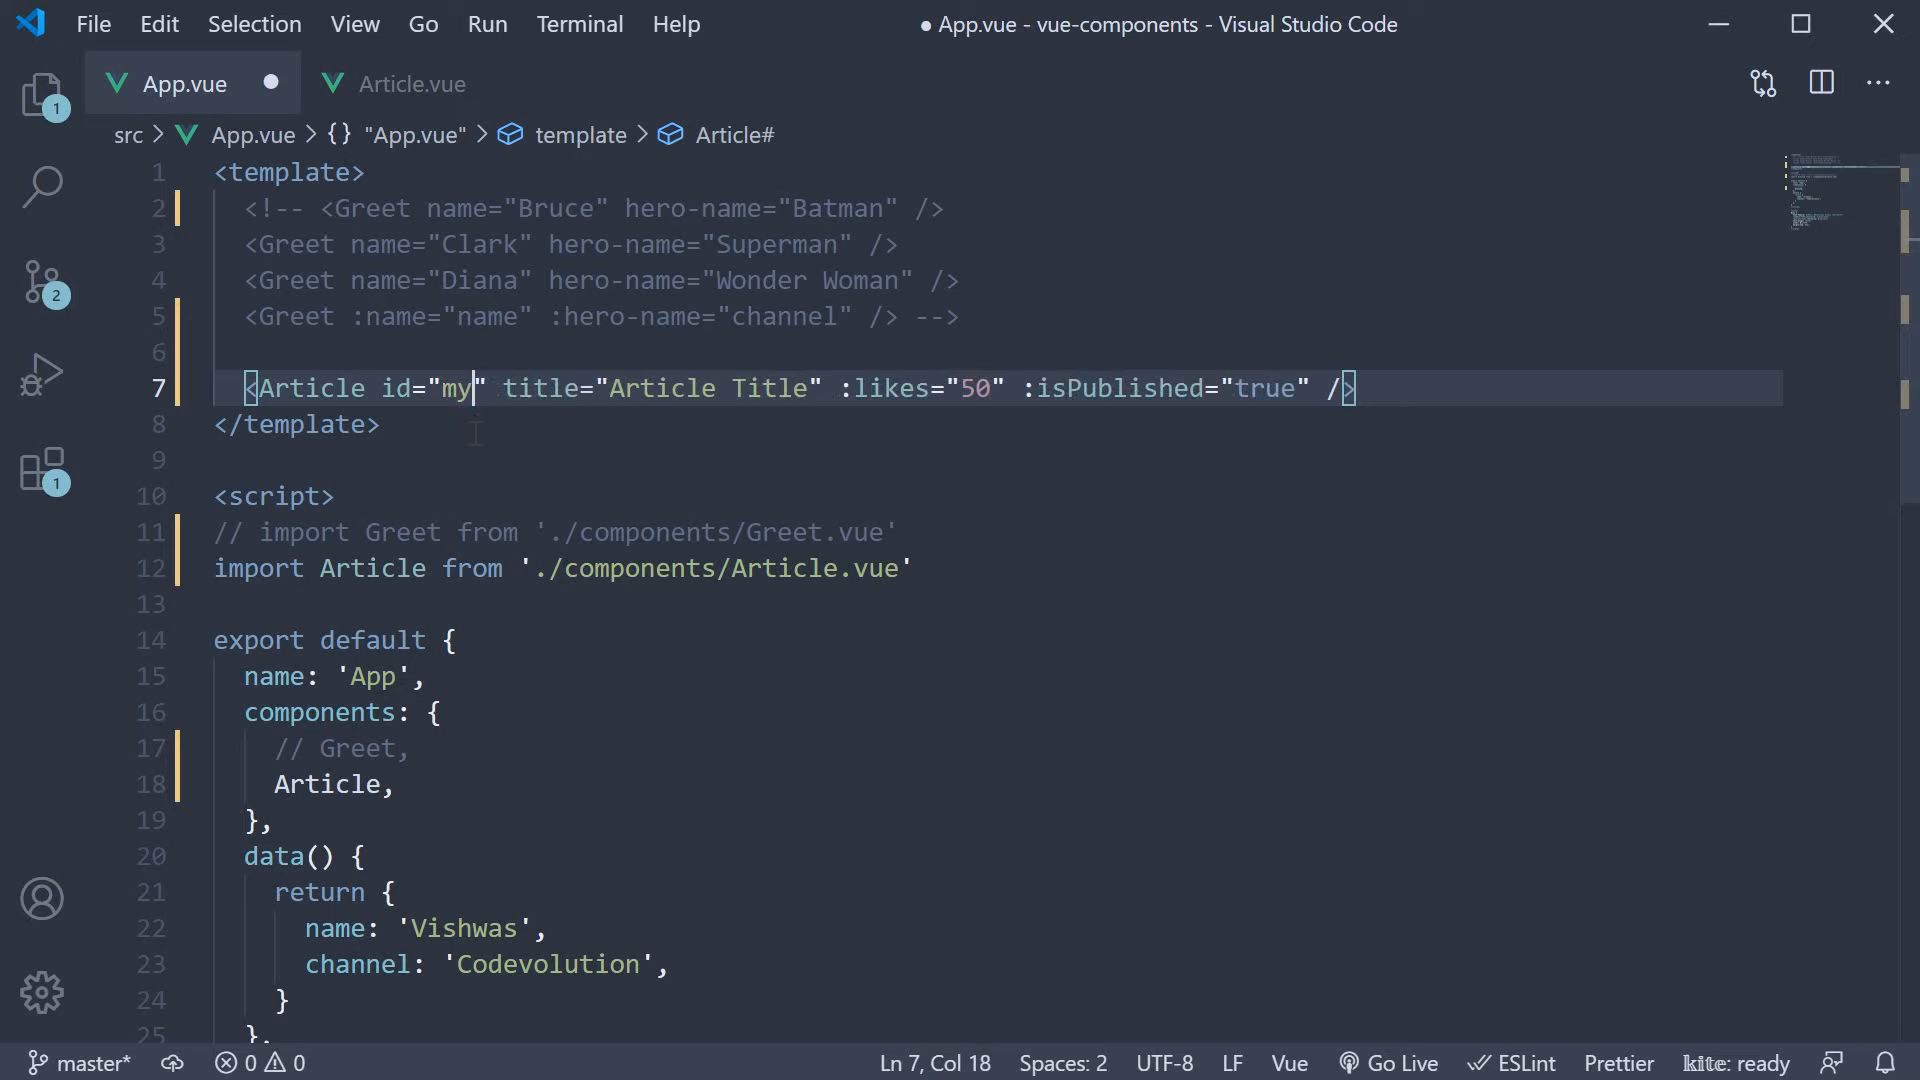 File Edit Selection View Go Run Terminal Help ● App.vue - vue-components - Visual Studio Code
App.vue Article.vue
1
src > App.vue > {} "App.vue" > template > Article#
1 <template>
2 <!-- <Greet name="Bruce" hero-name="Batman" />
3 <Greet name="Clark" hero-name="Superman" />
4 <Greet name="Diana" hero-name="Wonder Woman" />
2
5 <Greet :name="name" :hero-name="channel" /> -->
6
7 <Article id="my" title="Article Title" :likes="50" :isPublished="true" />
8 </template>
9
1
10 <script>
11 // import Greet from './components/Greet.vue'
12 import Article from './components/Article.vue'
13
14 export default {
15 name: 'App',
16 components: {
17 // Greet,
18 Article,
19 },
20 data() {
21 return {
22 name: 'Vishwas',
23 channel: 'Codevolution',
24 }
25 },
master* 0 0 Ln 7, Col 18 Spaces: 2 UTF-8 LF Vue Go Live ESLint Prettier kite: ready